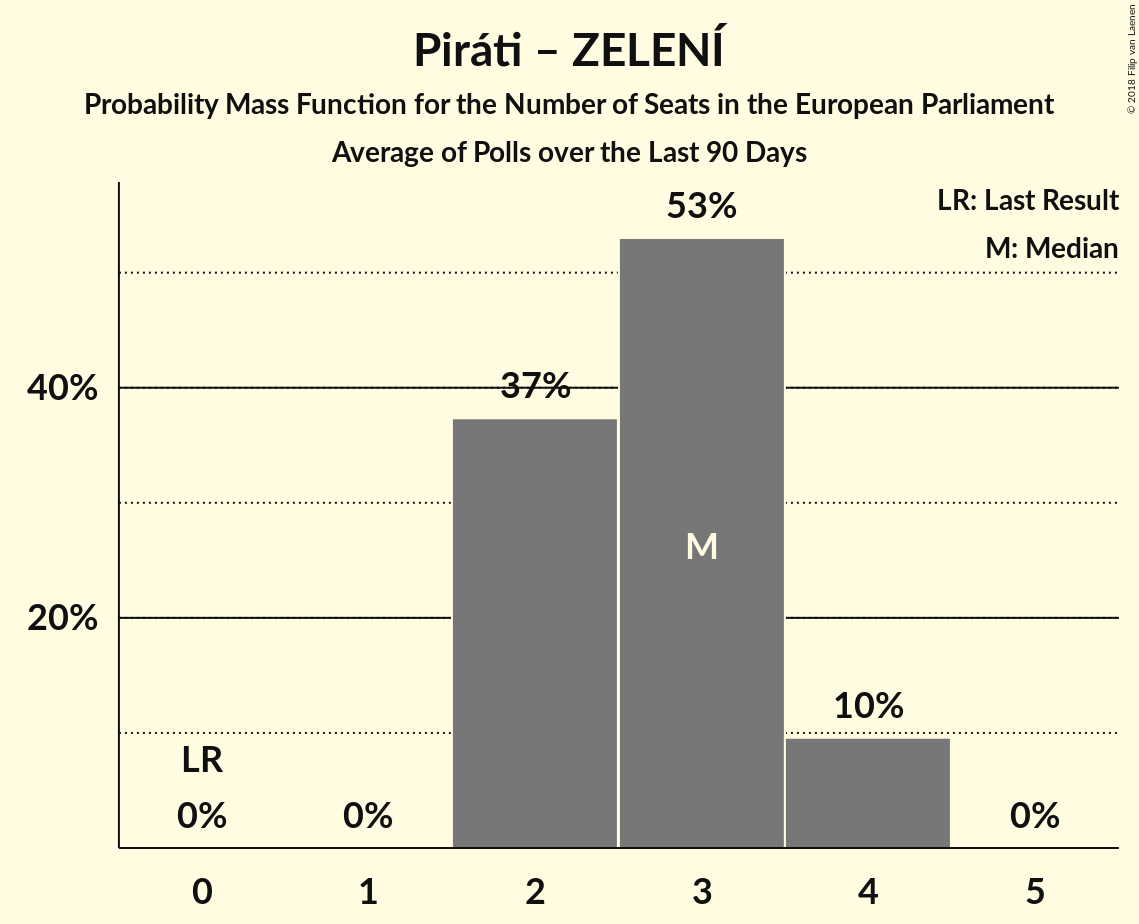 Piráti – ZELENÍ
Probability Mass Function for the Number of Seats in the European Parliament
Average of Polls over the Last 90 Days
© 2018 Filip van Laenen
LR: Last Result
M: Median
53%
40%
37%
M
20%
10%
LR
0%
0%
0%
0
1
2
3
4
5